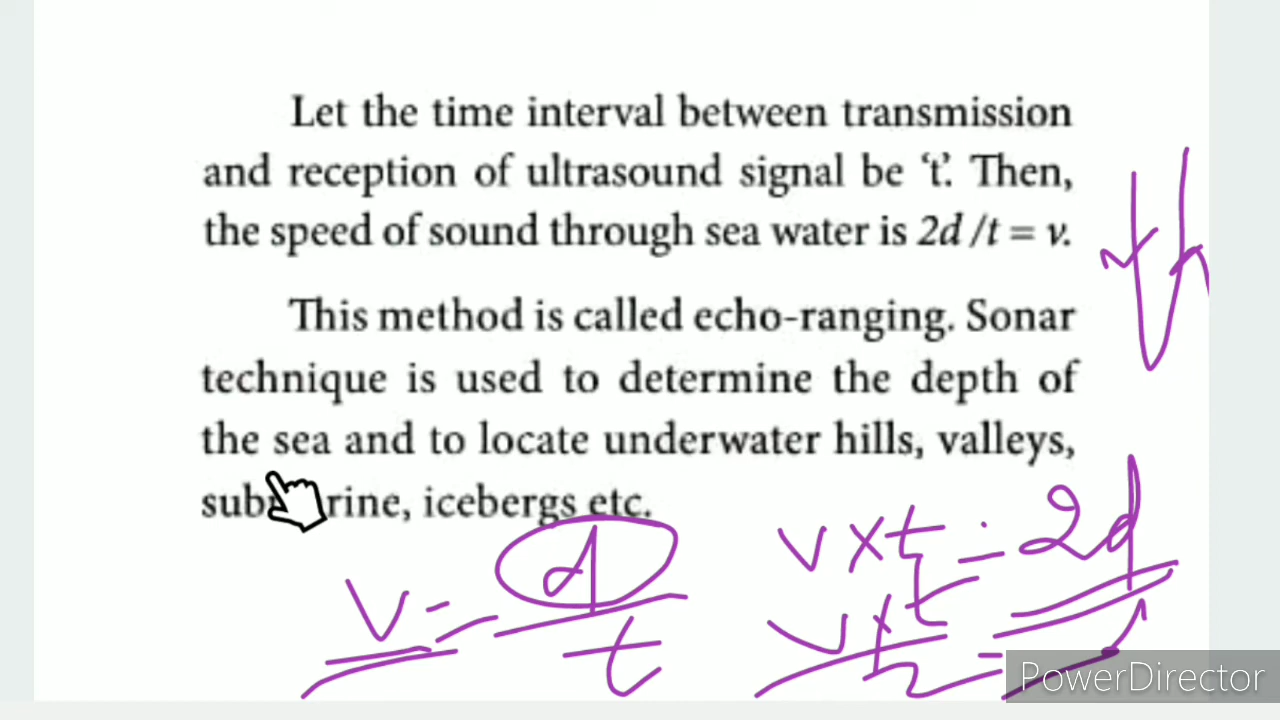 Let the time interval between transmission
and reception of ultrasound signal be ‘t’. Then,
the speed of sound through sea water is 2d /t = v.
This method is called echo-ranging. Sonar
technique is used to determine the depth of
the sea and to locate underwater hills, valleys,
rine, icebergs etc.
v = d
t
v x t = 2d
PowerDirector